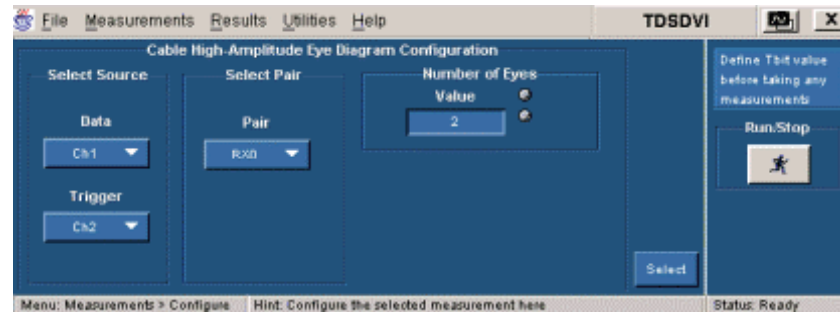 File Measurements Results Utilities Help TDSDVI X
Cable High-Amplitude Eye Diagram Configuration
Select Source
Data
Ch1
Trigger
Ch2
Select Pair
Pair
RX0
Number of Eyes
Value
2
Select
Define Tbit value
before taking any
measurements
Run/Stop
Menu: Measurements > Configure Hint: Configure the selected measurement here Status: Ready